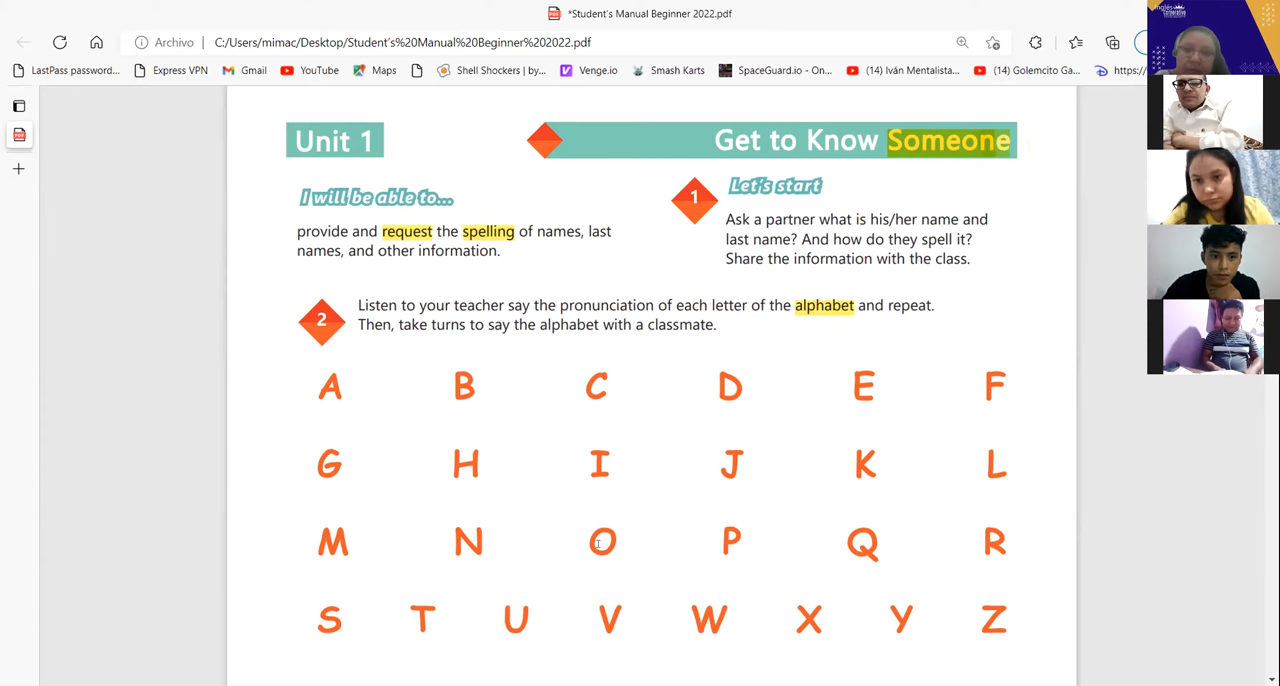 *Student's Manual Beginner 2022.pdf
Archivo C:/Users/mimac/Desktop/Student's%20Manual%20Beginner%202022.pdf
LastPass password... Express VPN Gmail YouTube Maps Shell Shockers | by... Venge.io Smash Karts SpaceGuard.io - On... (14) Iván Mentalista... (14) Golemcito Ga... https:/
Inglés
Corporativo
Unit 1
Get to Know Someone
I will be able to...
provide and request the spelling of names, last
names, and other information.
1
Let's start
Ask a partner what is his/her name and
last name? And how do they spell it?
Share the information with the class.
2
Listen to your teacher say the pronunciation of each letter of the alphabet and repeat.
Then, take turns to say the alphabet with a classmate.
A B C D E F
G H I J K L
M N O P Q R
S T U V W X Y Z